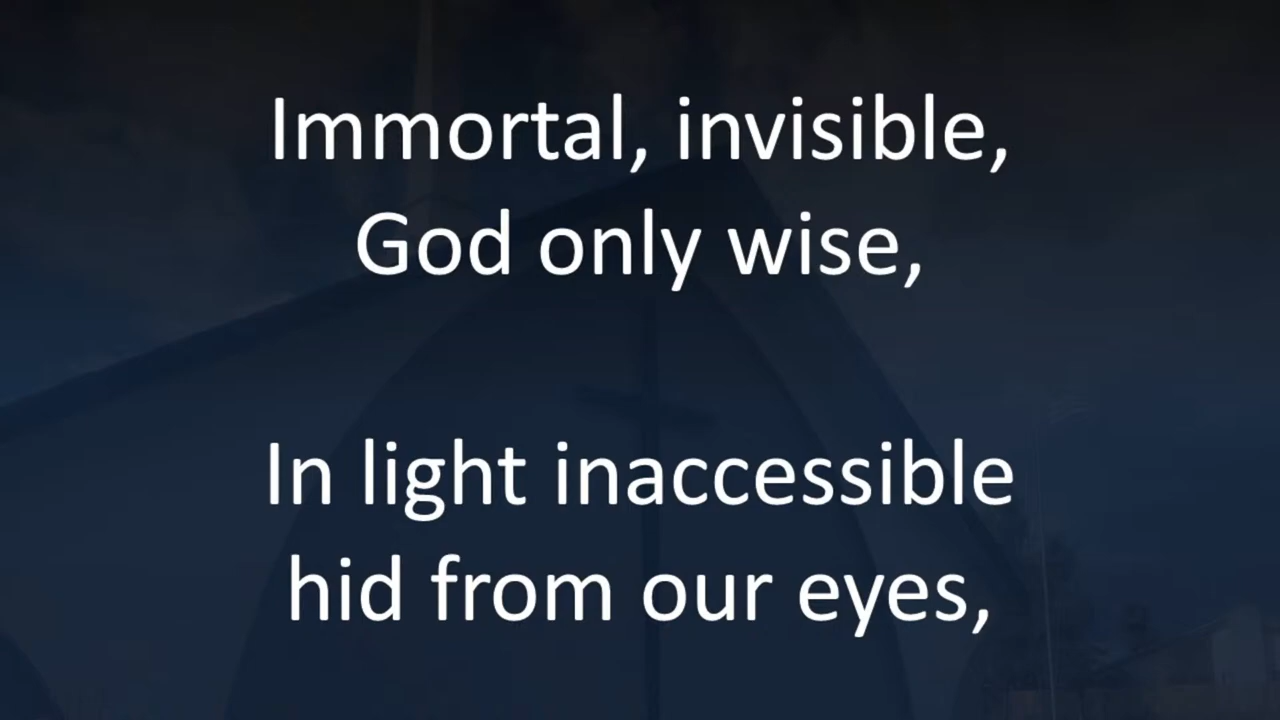 Immortal, invisible,
God only wise,
In light inaccessible
hid from our eyes,